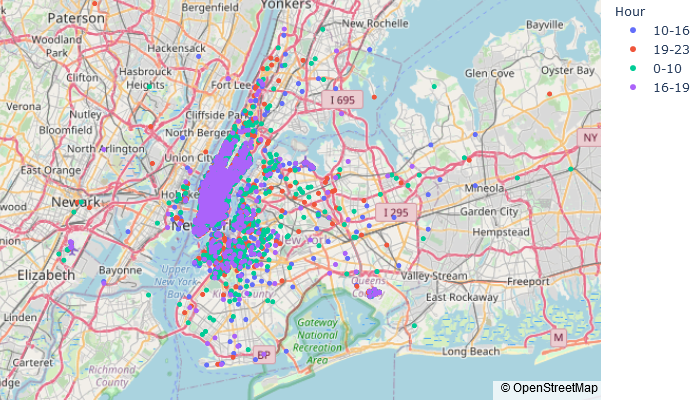 Yonkers
Paterson
Bergenfield
New Rochelle
Bayville
Woodland
Park
Hackensack
Clifton
Hasbrouck
Heights
Fort Lee
Glen Cove
Oyster Bay
Verona
Nutley
Cliffside Park
I 695
Bloomfield
North Bergen
North Arlington
NY
Union City
East Orange
Mineola
Newark
I 295
Garden City
New York
Hempstead
Elizabeth
Bayonne
Upper
New York
Bay
Kings County
Queens
County
Valley Stream
Freeport
East Rockaway
Linden
Gateway
National
Recreation
Area
M
Long Beach
BP
Carteret
Richmond
County
© OpenStreetMap
Hour
10-16
19-23
0-10
16-19